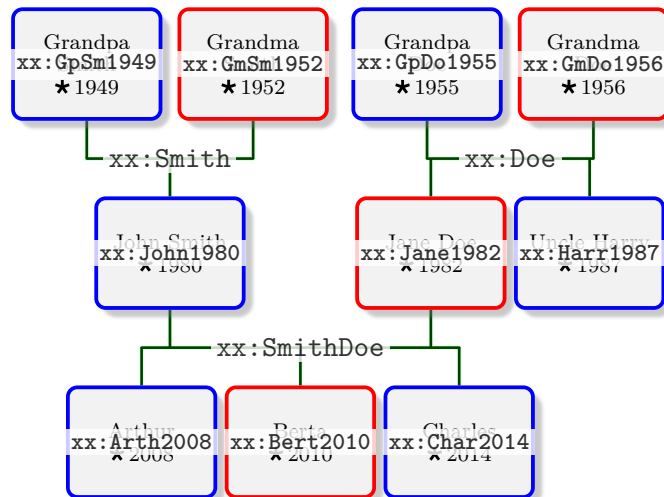 Grandpa Grandma Grandpa Grandma
xx:GpSm1949 xx:GmSm1952 xx:GpDo1955 xx:GmDo1956
★ 1949 ★ 1952 ★ 1955 ★ 1956
xx:Smith xx:Doe
John Smith Jane Doe Uncle Harry
xx:John1980 xx:Jane1982 xx:Harr1987
★ 1980 ★ 1982 ★ 1987
xx:SmithDoe
Arthur Berta Charles
xx:Arth2008 xx:Bert2010 xx:Char2014
★ 2008 ★ 2010 ★ 2014